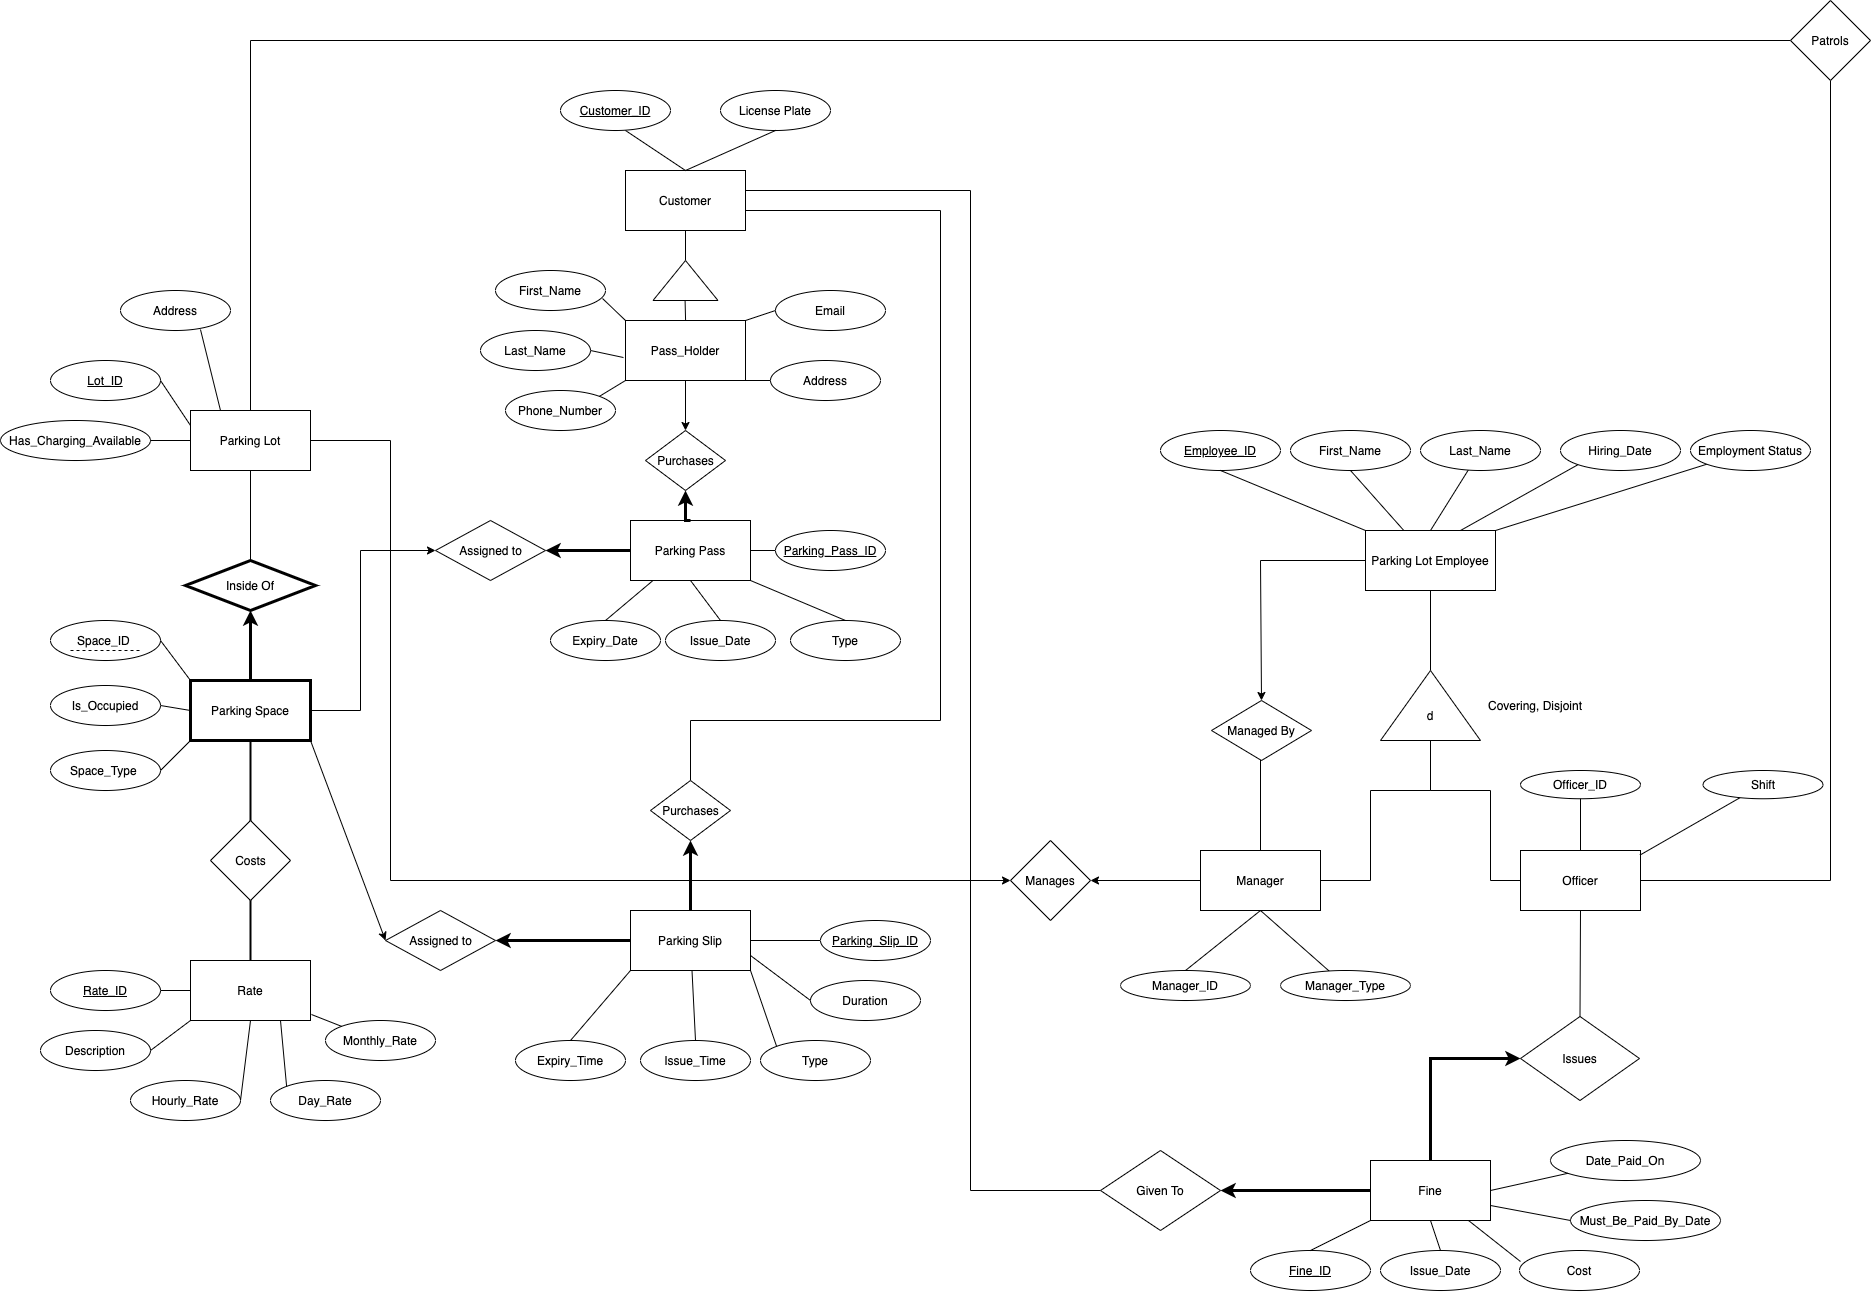 Patrols
Customer_ID
License Plate
Customer
First_Name
Email
Address
Last_Name
Pass_Holder
Lot_ID
Address
Phone_Number
Has_Charging_Available
Parking Lot
Purchases
Employee_ID
First_Name
Last_Name
Hiring_Date
Employment Status
Assigned to
Parking Pass
Parking_Pass_ID
Parking Lot Employee
Inside Of
Space_ID
Expiry_Date
Issue_Date
Type
Is_Occupied
Parking Space
Covering, Disjoint
d
Managed By
Space_Type
Officer_ID
Shift
Purchases
Costs
Manages
Manager
Officer
Assigned to
Parking Slip
Parking_Slip_ID
Rate_ID
Rate
Manager_ID
Manager_Type
Duration
Description
Monthly_Rate
Expiry_Time
Issue_Time
Type
Issues
Hourly_Rate
Day_Rate
Date_Paid_On
Given To
Fine
Must_Be_Paid_By_Date
Fine_ID
Issue_Date
Cost